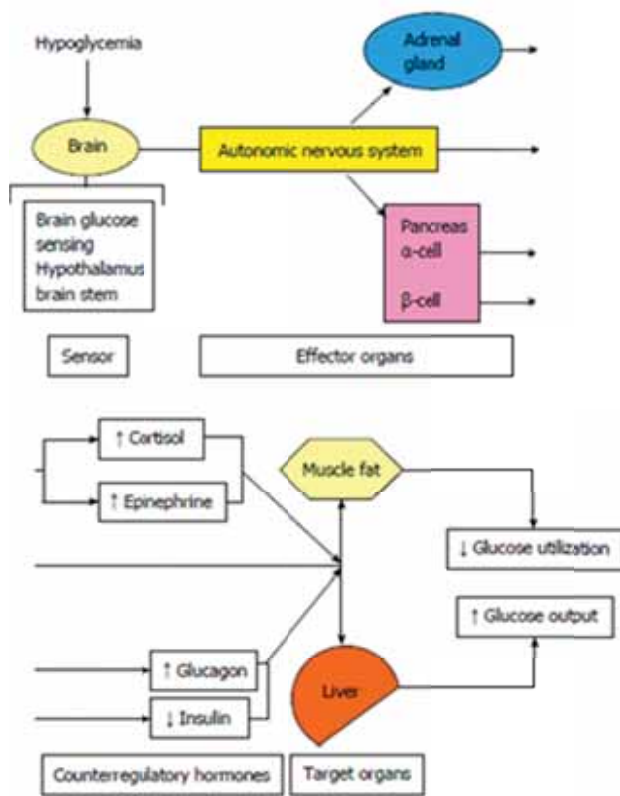 Hypoglycemia
Adrenal
gland
Brain
Autonomic nervous system
Brain glucose
sensing
Hypothalamus
brain stem
Pancreas
α-cell
β-cell
Sensor
Effector organs
↑ Cortisol
↑ Epinephrine
Muscle fat
↓ Glucose utilization
↑ Glucose output
↑ Glucagon
↓ Insulin
Liver
Counterregulatory hormones
Target organs